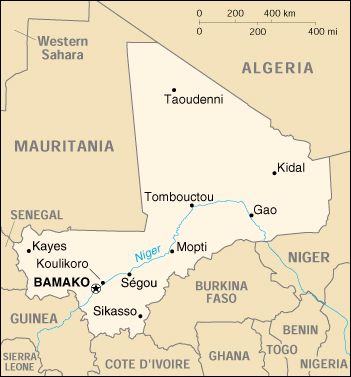 0 200 400 km
0 200 400 mi
Western
Sahara
ALGERIA
Taoudenni
MAURITANIA
Kidal
Tombouctou
Gao
SENEGAL
Kayes
Niger
Mopti
NIGER
Koulikoro
BAMAKO
Ségou
BURKINA
FASO
GUINEA
Sikasso
BENIN
SIERRA
LEONE
COTE D'IVOIRE
GHANA
TOGO
NIGERIA